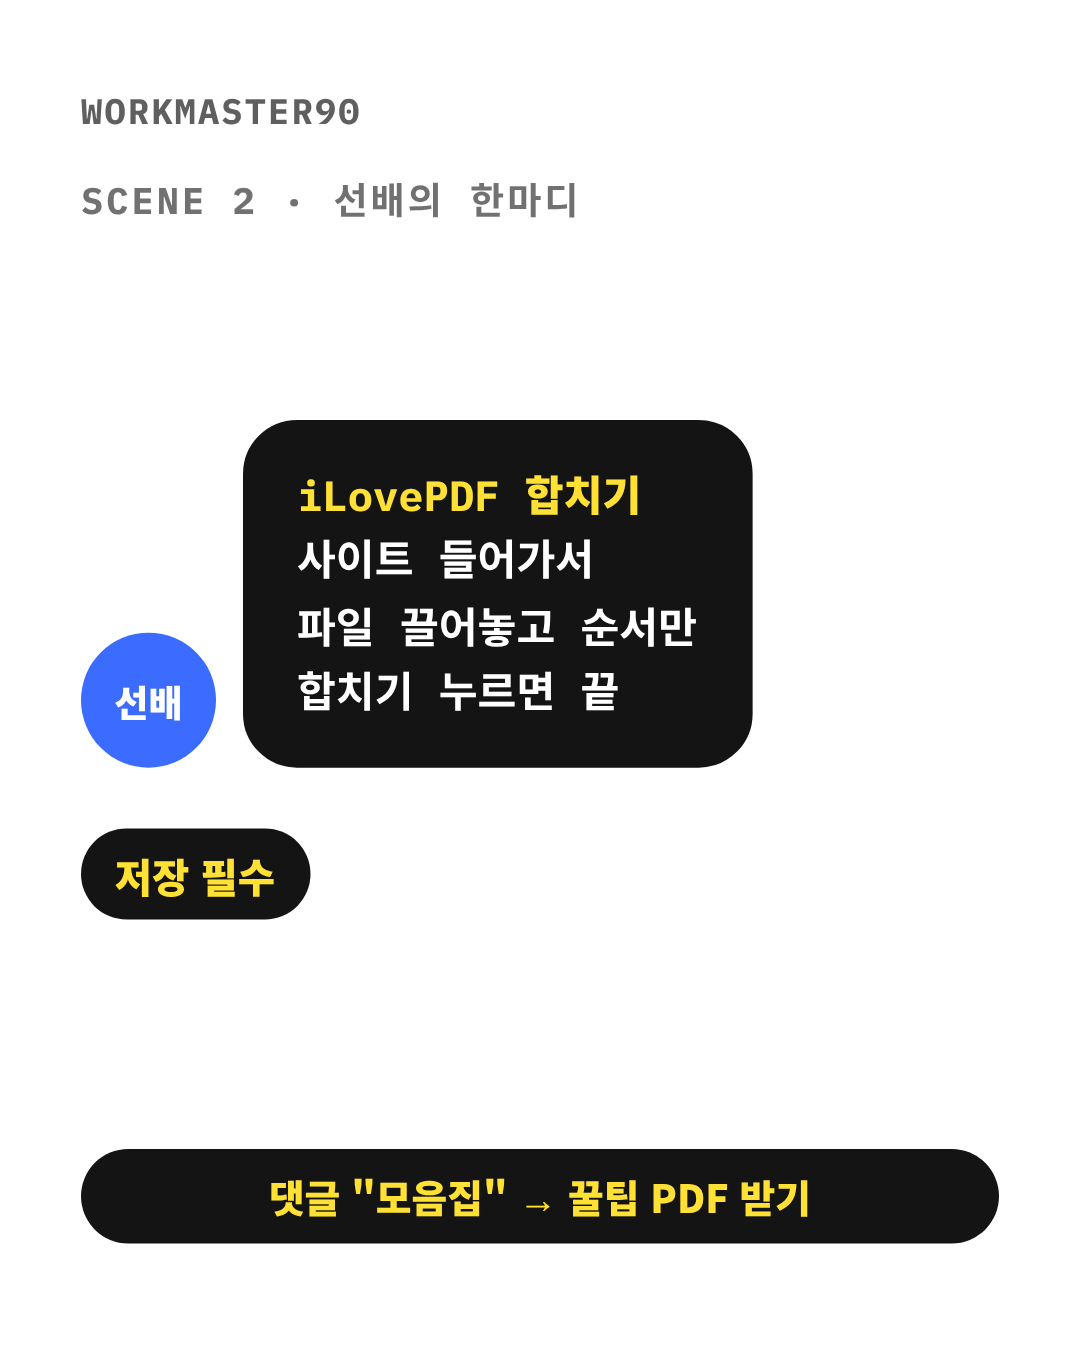 WORKMASTER90
SCENE 2 · 선배의 한마디
iLovePDF 합치기
사이트 들어가서
파일 끌어놓고 순서만
합치기 누르면 끝
선배
저장 필수
댓글 "모음집" → 꿀팁 PDF 받기